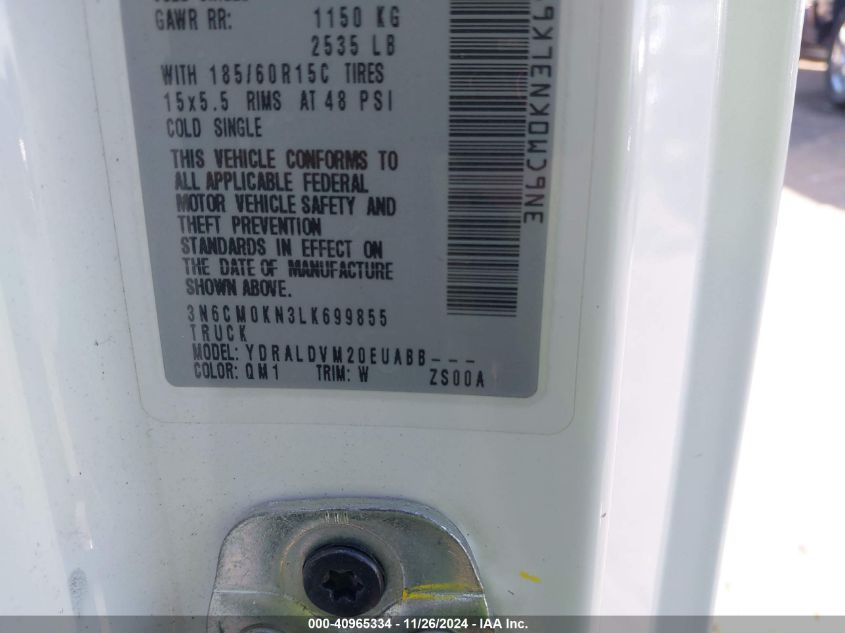 GAWR RR: 1150 KG
2535 LB
WITH 185/60R15C TIRES
15x5.5 RIMS AT 48 PSI
COLD SINGLE
THIS VEHICLE CONFORMS TO
ALL APPLICABLE FEDERAL
MOTOR VEHICLE SAFETY AND
THEFT PREVENTION
STANDARDS IN EFFECT ON
THE DATE OF MANUFACTURE
SHOWN ABOVE.
3N6CM0KN3LK699855
TRUCK
MODEL: YDRALDVM20EUABB---
COLOR: QM1 TRIM: W ZS00A
3N6CM0KN3LK6
000-40965334 - 11/26/2024 - IAA Inc.